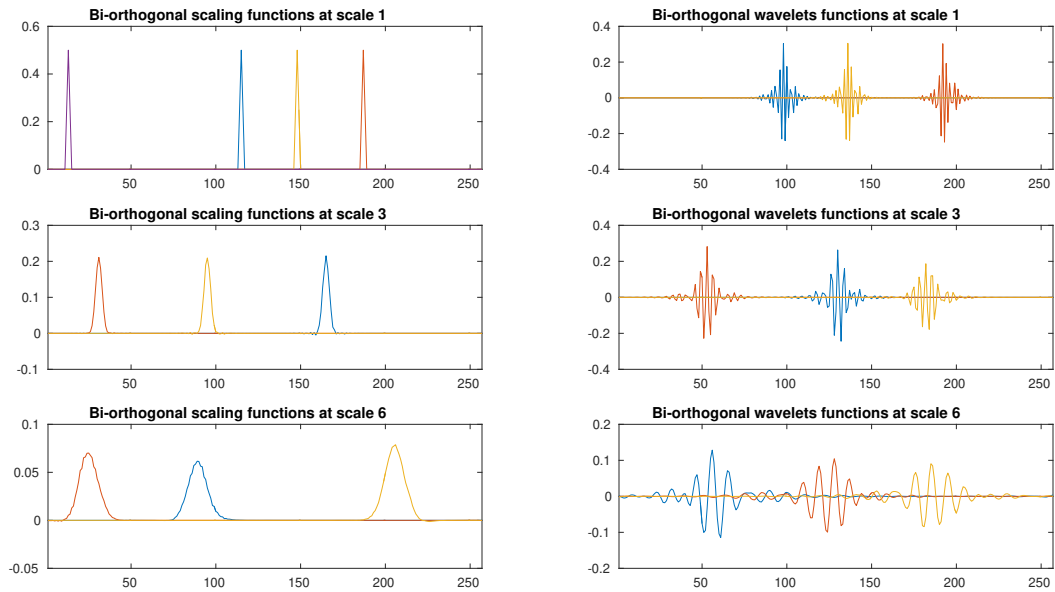 Bi-orthogonal scaling functions at scale 1
0.6
0.4
0.2
0
50 100 150 200 250
Bi-orthogonal wavelets functions at scale 1
0.4
0.2
0
-0.2
-0.4
50 100 150 200 250
Bi-orthogonal scaling functions at scale 3
0.3
0.2
0.1
0
-0.1
50 100 150 200 250
Bi-orthogonal wavelets functions at scale 3
0.4
0.2
0
-0.2
-0.4
50 100 150 200 250
Bi-orthogonal scaling functions at scale 6
0.1
0.05
0
-0.05
50 100 150 200 250
Bi-orthogonal wavelets functions at scale 6
0.2
0.1
0
-0.1
-0.2
50 100 150 200 250